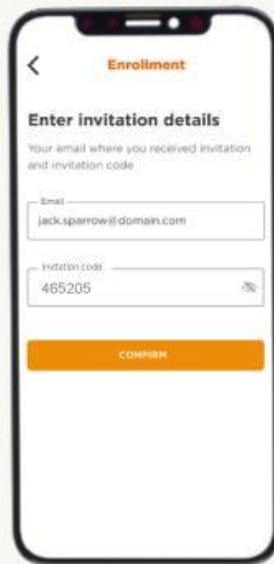 Enrollment
Enter invitation details
Your email where you received invitation
and invitation code
Email
jack.sparrow@domain.com
Invitation code
465205
CONFIRM